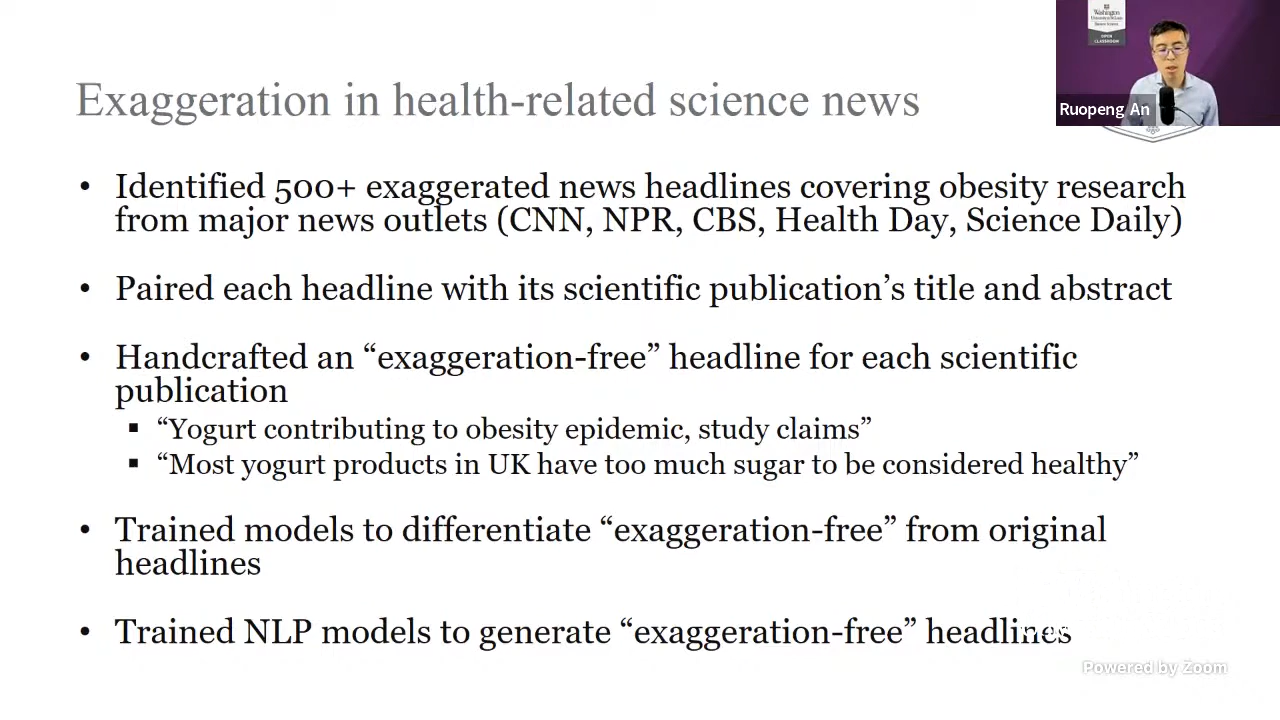 Washington
OPEN
CLASSROOM
Ruopeng An
Exaggeration in health-related science news
• Identified 500+ exaggerated news headlines covering obesity research
from major news outlets (CNN, NPR, CBS, Health Day, Science Daily)
• Paired each headline with its scientific publication’s title and abstract
• Handcrafted an “exaggeration-free” headline for each scientific
publication
▪ “Yogurt contributing to obesity epidemic, study claims”
▪ “Most yogurt products in UK have too much sugar to be considered healthy”
• Trained models to differentiate “exaggeration-free” from original
headlines
• Trained NLP models to generate “exaggeration-free” headlines
Powered by Zoom